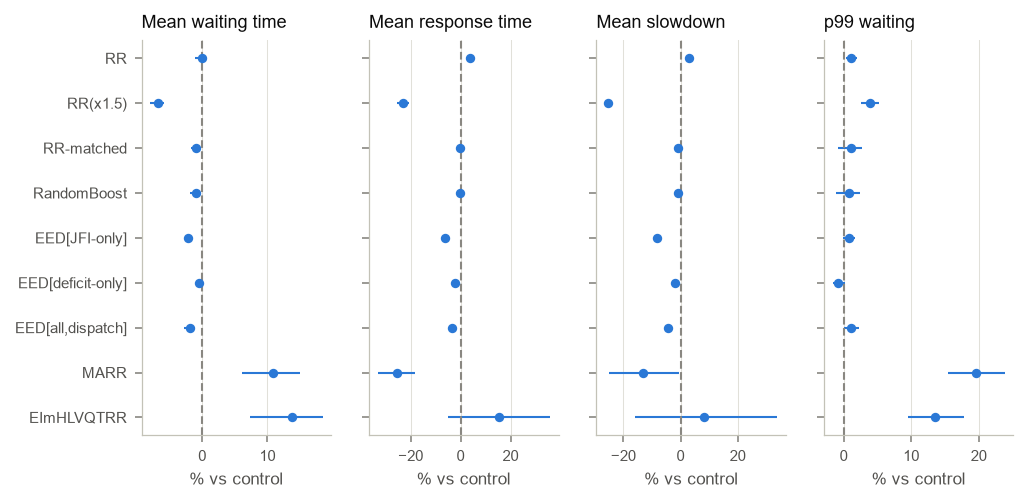 Mean waiting time
Mean response time
Mean slowdown
p99 waiting
RR
RR(x1.5)
RR-matched
RandomBoost
EED[JFI-only]
EED[deficit-only]
EED[all,dispatch]
MARR
ElmHLVQTRR
0 10
−20 0 20
−20 0 20
0 10 20
% vs control
% vs control
% vs control
% vs control